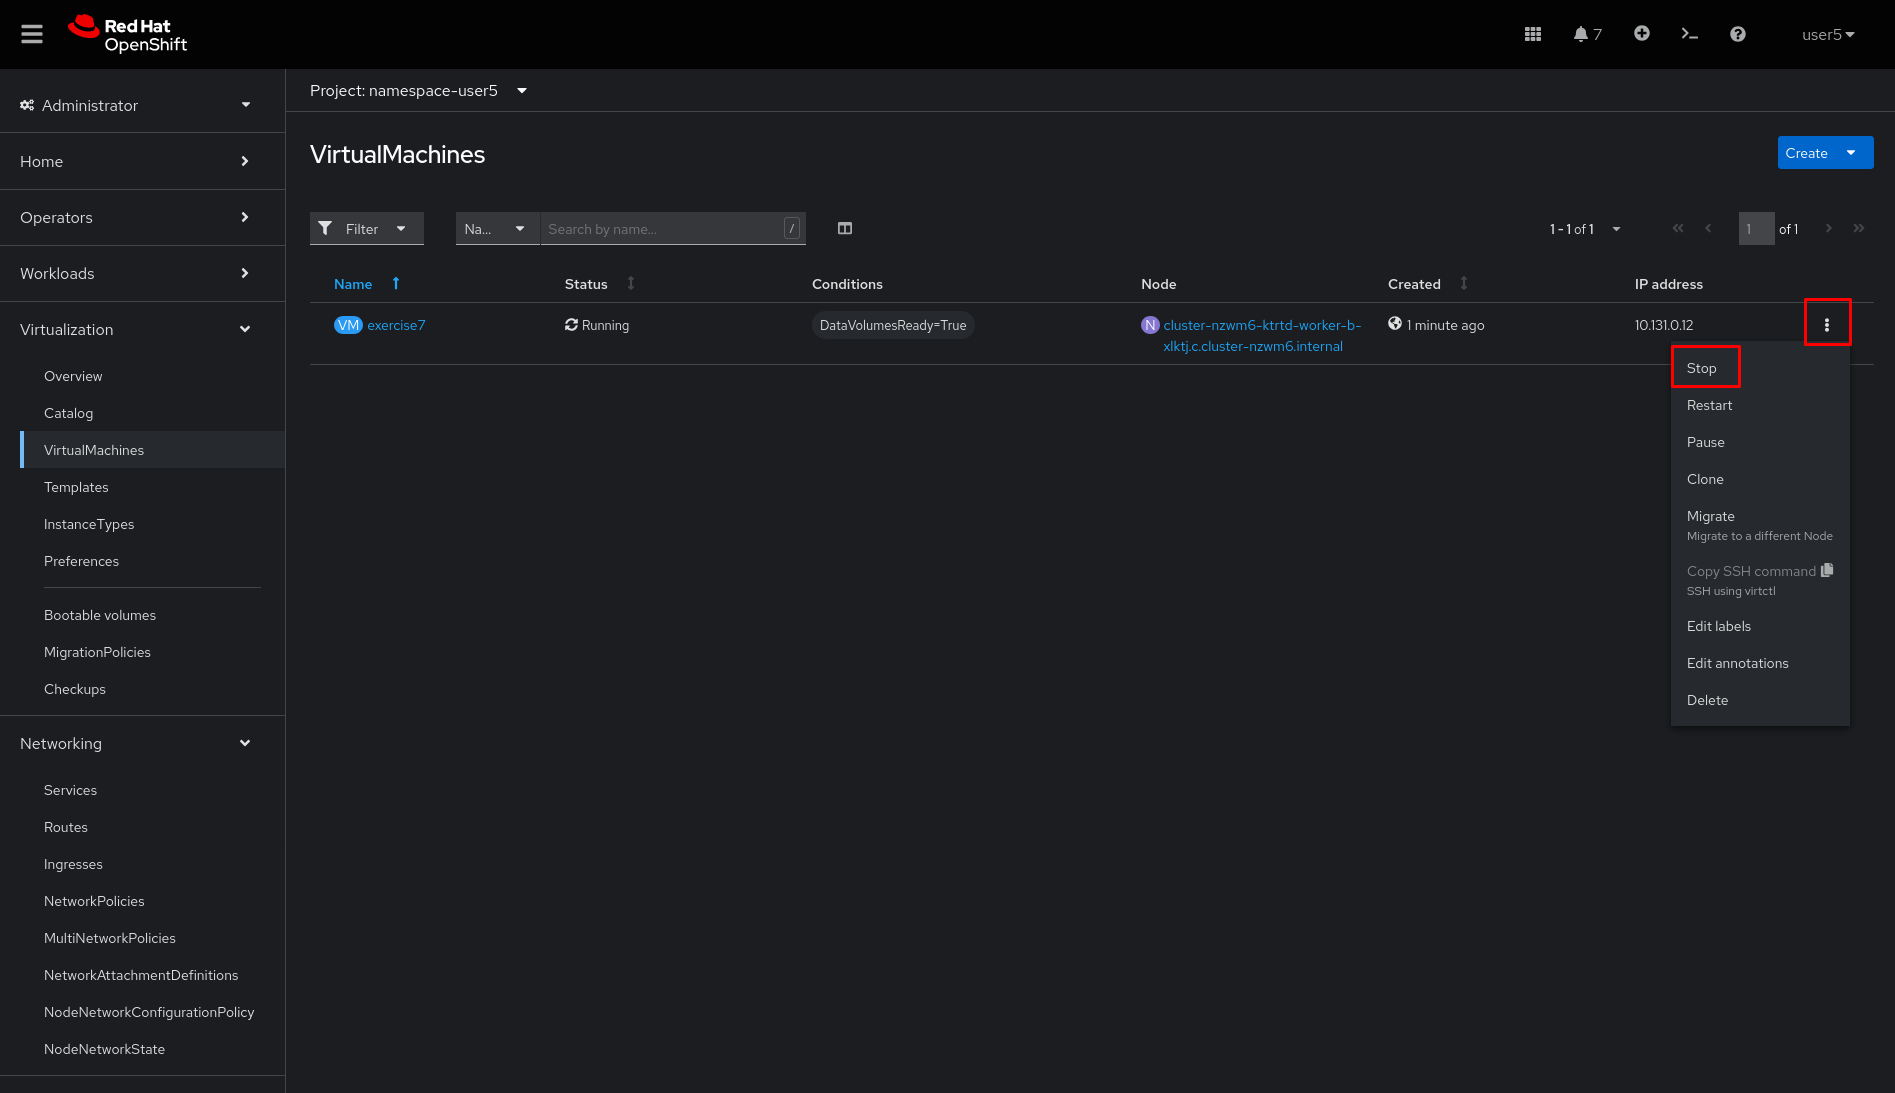 Red Hat
OpenShift
7
user5
Administrator
Home
Operators
Workloads
Virtualization
Overview
Catalog
VirtualMachines
Templates
InstanceTypes
Preferences
Bootable volumes
MigrationPolicies
Checkups
Networking
Services
Routes
Ingresses
NetworkPolicies
MultiNetworkPolicies
NetworkAttachmentDefinitions
NodeNetworkConfigurationPolicy
NodeNetworkState
Project: namespace-user5
VirtualMachines
Create
Filter
Na...
Search by name...
/
1 - 1 of 1
1
of 1
Name
Status
Conditions
Node
Created
IP address
VM exercise7
Running
DataVolumesReady=True
N cluster-nzwm6-ktrtd-worker-b-
xlktj.c.cluster-nzwm6.internal
1 minute ago
10.131.0.12
Stop
Restart
Pause
Clone
Migrate
Migrate to a different Node
Copy SSH command
SSH using virtctl
Edit labels
Edit annotations
Delete